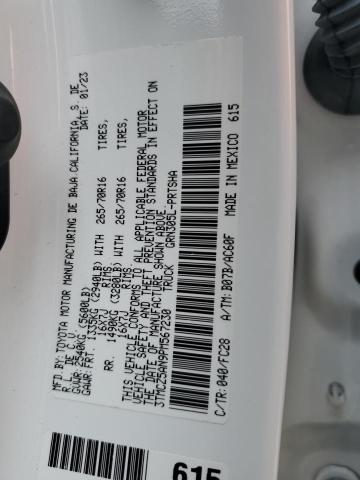 MFD.BY: TOYOTA MOTOR MANUFACTURING DE BAJA CALIFORNIA, S. DE
R.L. DE C.V. DATE: 01/23
GVWR: 2540KG (5600LB)
GAWR: FRT. 1335KG (2940LB) WITH 265/70R16 TIRES,
16X7J RIMS,
RR. 1490KG (3280LB) WITH 265/70R16 TIRES,
16X7J RIMS,
THIS VEHICLE CONFORMS TO ALL APPLICABLE FEDERAL MOTOR
VEHICLE SAFETY AND THEFT PREVENTION STANDARDS IN EFFECT ON
THE DATE OF MANUFACTURE SHOWN ABOVE.
3TMCZ5AN9PM567230 TRUCK GRN305L-PRTSHA
C/TR: 040/FC28 A/TM: B07B/AC60F MADE IN MEXICO 615
615